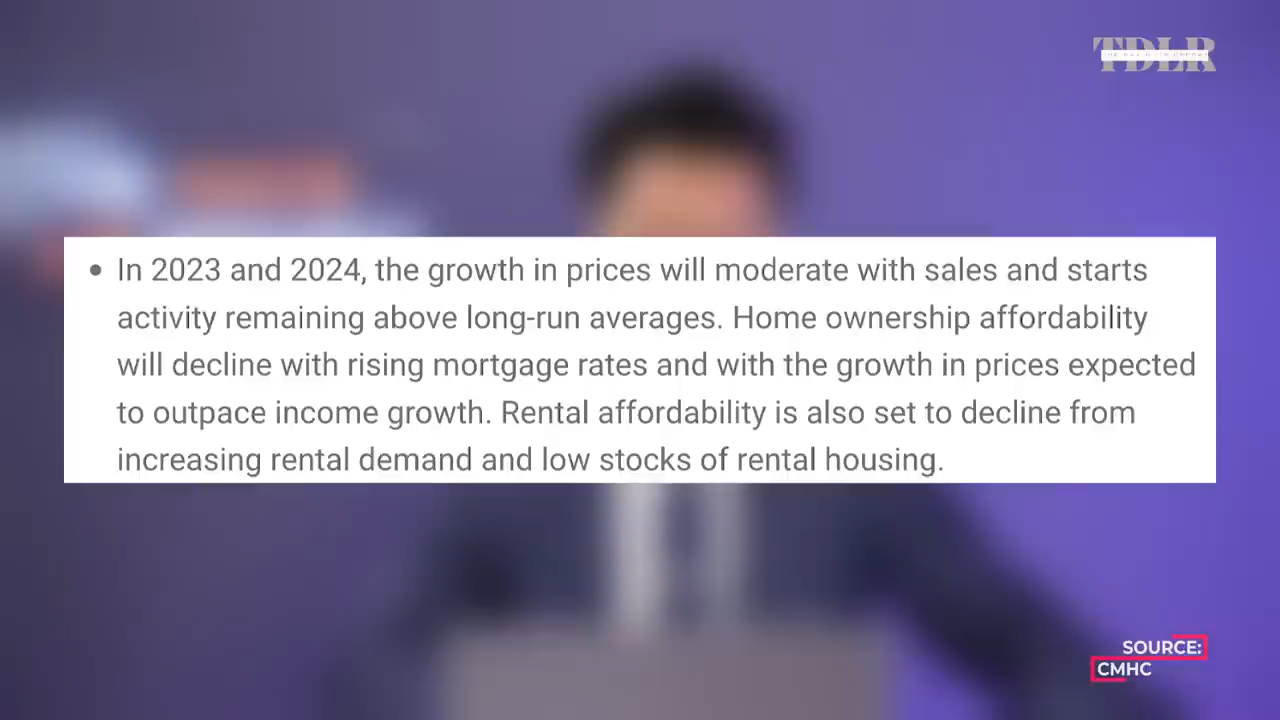 TDLR
• In 2023 and 2024, the growth in prices will moderate with sales and starts
activity remaining above long-run averages. Home ownership affordability
will decline with rising mortgage rates and with the growth in prices expected
to outpace income growth. Rental affordability is also set to decline from
increasing rental demand and low stocks of rental housing.
SOURCE:
CMHC